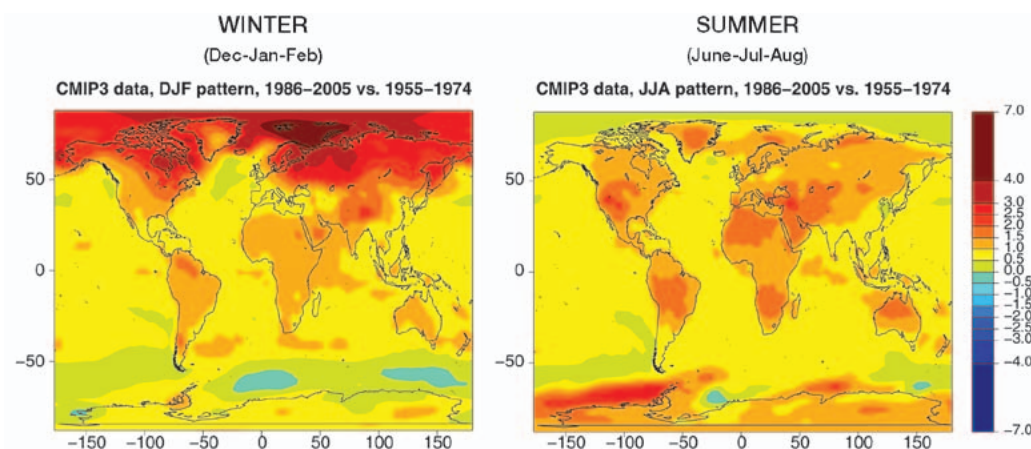 WINTER
(Dec-Jan-Feb)
CMIP3 data, DJF pattern, 1986–2005 vs. 1955–1974
50
0
−50
−150 −100 −50 0 50 100 150
SUMMER
(June-Jul-Aug)
CMIP3 data, JJA pattern, 1986–2005 vs. 1955–1974
50
0
−50
−150 −100 −50 0 50 100 150
7.0
4.0
3.0
2.5
2.0
1.5
1.0
0.5
0.0
−0.5
−1.0
−1.5
−2.0
−2.5
−3.0
−4.0
−7.0